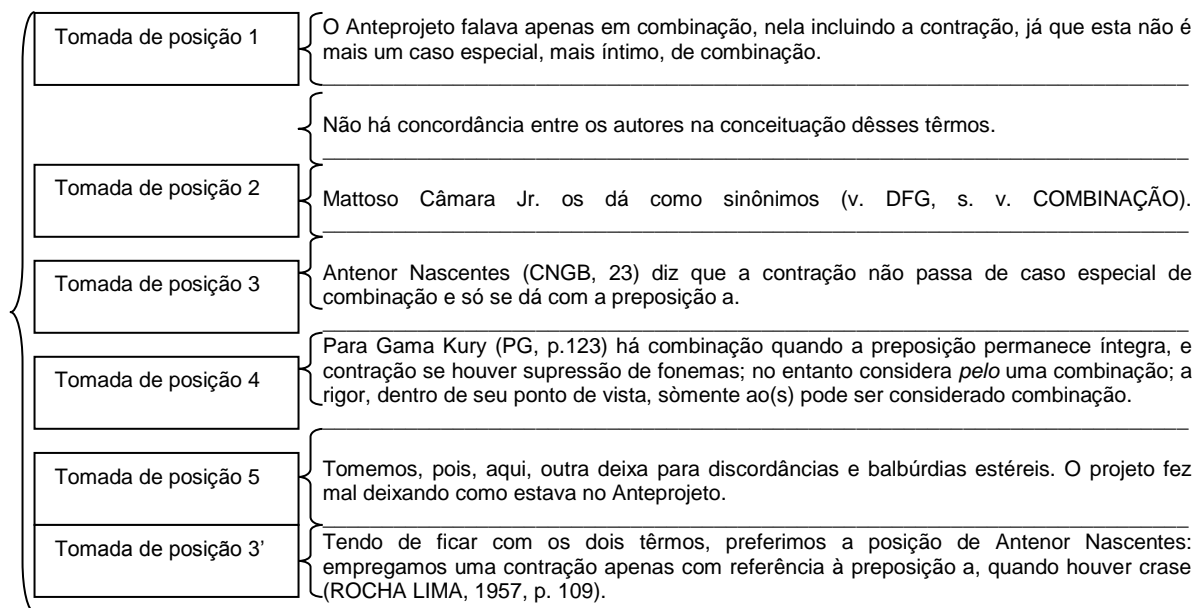 Tomada de posição 1
O Anteprojeto falava apenas em combinação, nela incluindo a contração, já que esta não é
mais um caso especial, mais íntimo, de combinação.
Não há concordância entre os autores na conceituação dêsses têrmos.
Tomada de posição 2
Mattoso Câmara Jr. os dá como sinônimos (v. DFG, s. v. COMBINAÇÃO).
Tomada de posição 3
Antenor Nascentes (CNGB, 23) diz que a contração não passa de caso especial de
combinação e só se dá com a preposição a.
Tomada de posição 4
Para Gama Kury (PG, p.123) há combinação quando a preposição permanece íntegra, e
contração se houver supressão de fonemas; no entanto considera pelo uma combinação; a
rigor, dentro de seu ponto de vista, sòmente ao(s) pode ser considerado combinação.
Tomada de posição 5
Tomemos, pois, aqui, outra deixa para discordâncias e balbúrdias estéreis. O projeto fez
mal deixando como estava no Anteprojeto.
Tomada de posição 3’
Tendo de ficar com os dois têrmos, preferimos a posição de Antenor Nascentes:
empregamos uma contração apenas com referência à preposição a, quando houver crase
(ROCHA LIMA, 1957, p. 109).